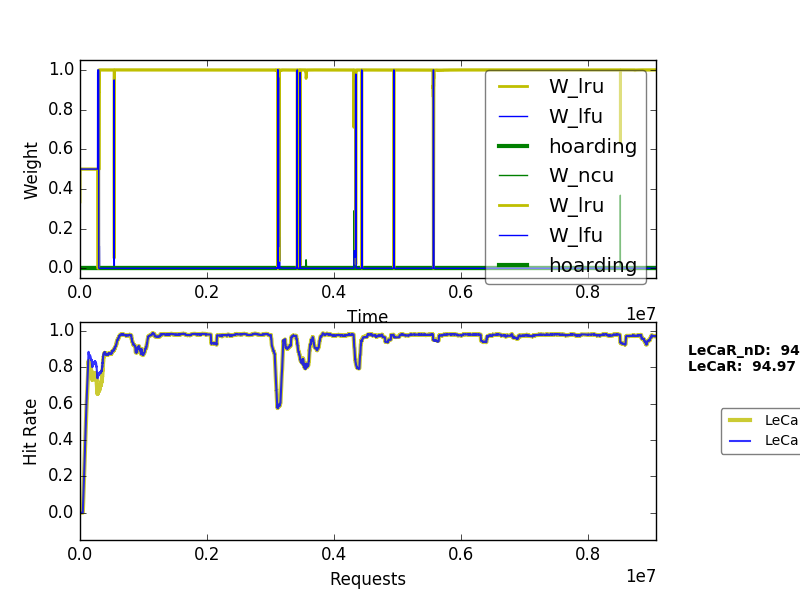 1.0
0.8
0.6
0.4
0.2
0.0
Weight
W_lru
W_lfu
hoarding
W_ncu
W_lru
W_lfu
hoarding
0.0 0.2 0.4 0.6 0.8
1e7
Time
1.0
0.8
0.6
0.4
0.2
0.0
Hit Rate
0.0 0.2 0.4 0.6 0.8
1e7
Requests
LeCaR_nD: 94
LeCaR: 94.97
LeCa
LeCa